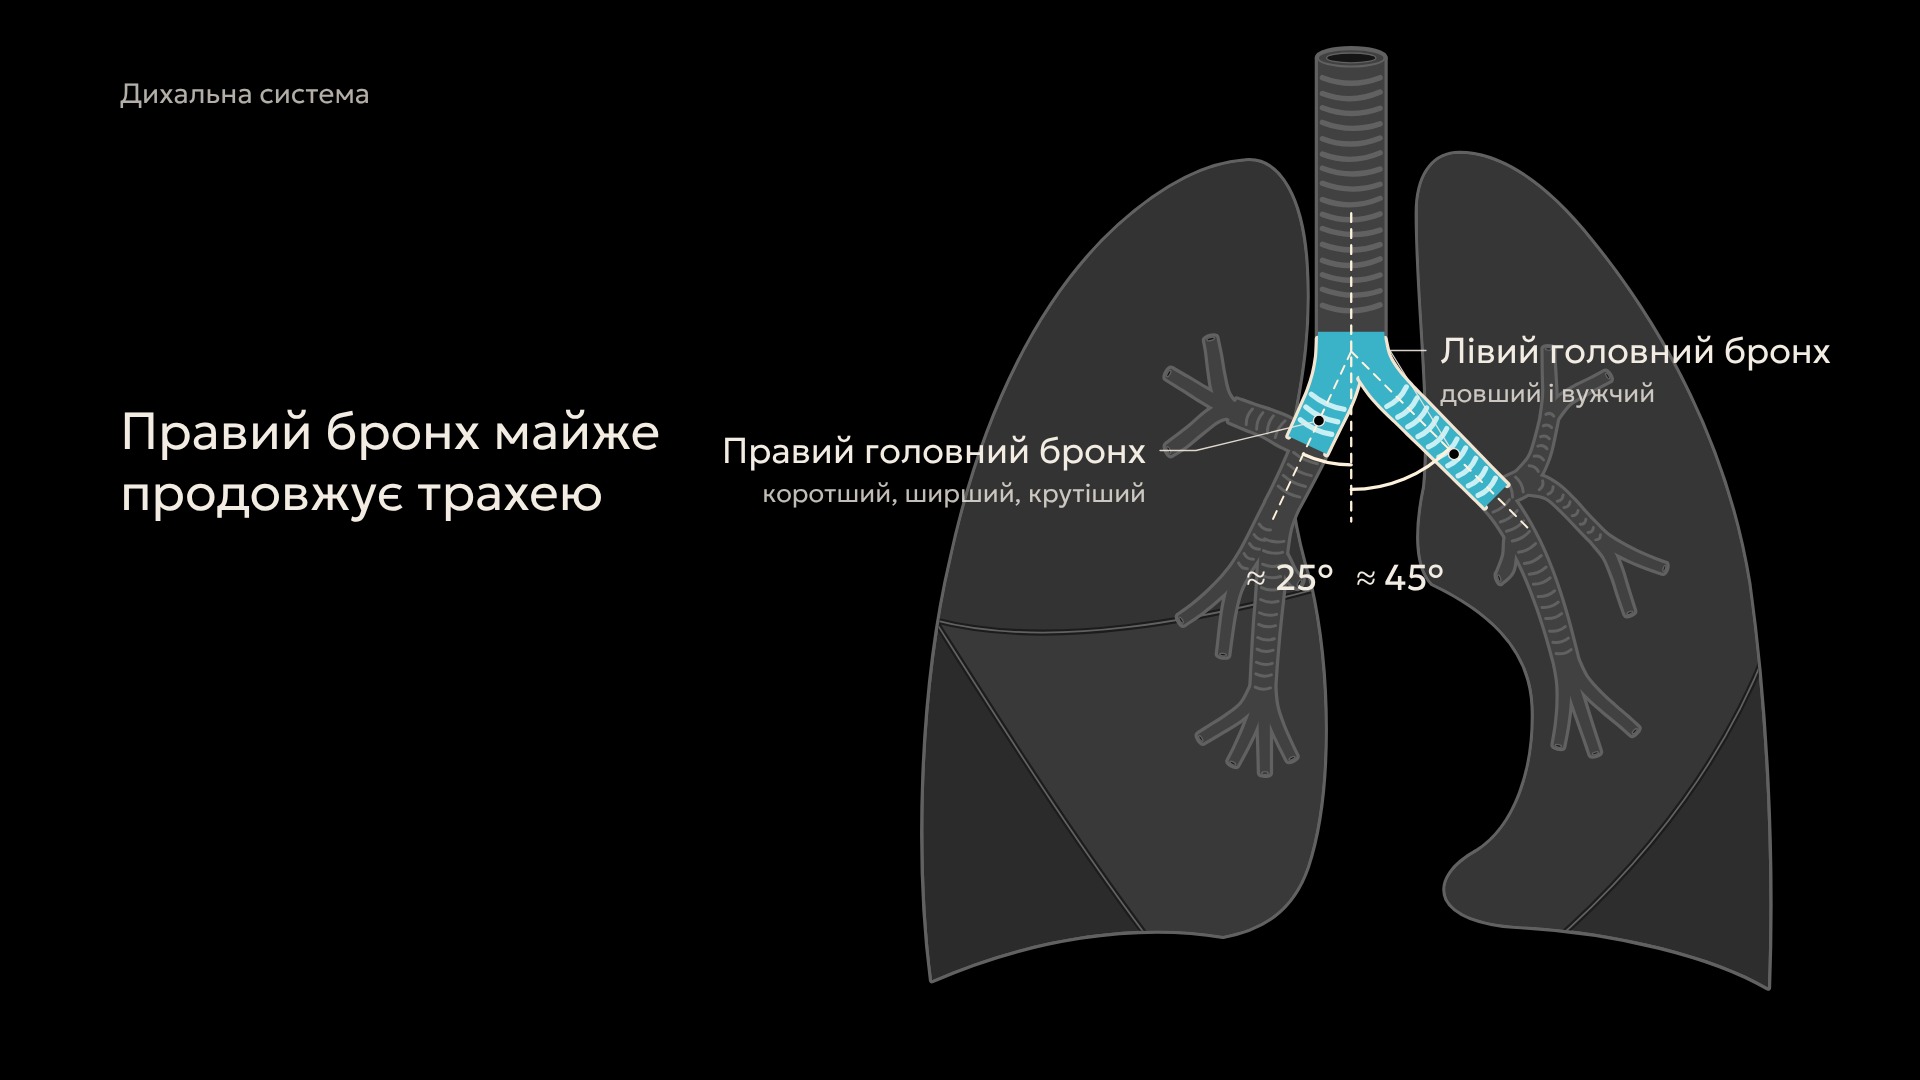 Дихальна система
Правий бронх майже
продовжує трахею
Правий головний бронх
коротший, ширший, крутіший
Лівий головний бронх
довший і вужчий
≈ 25° ≈ 45°